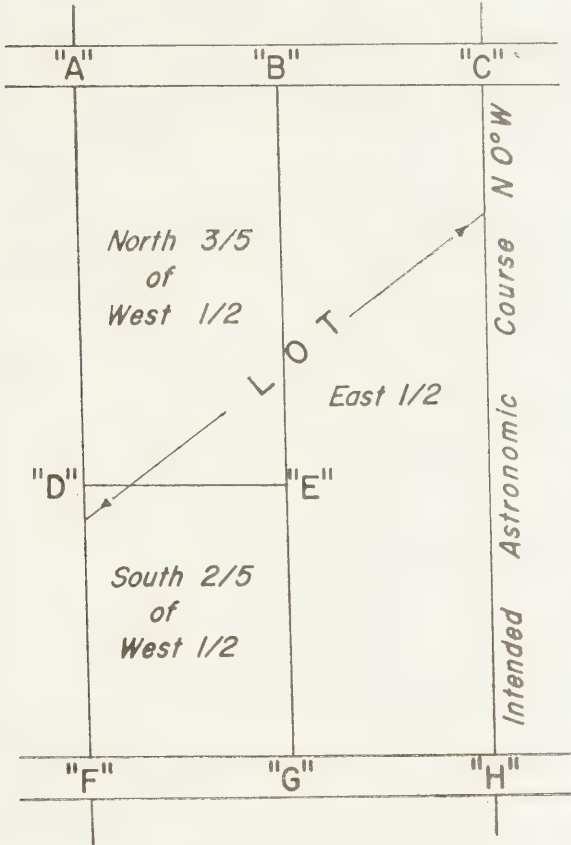 "A" "B" "C"
North 3/5
of
West 1/2
LOT
East 1/2
"D" "E"
South 2/5
of
West 1/2
Intended Astronomic Course N 0° W
"F" "G" "H"